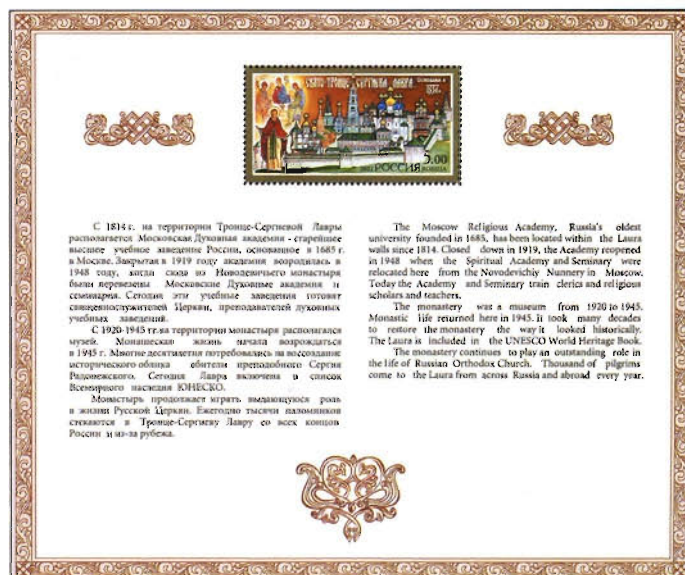 СВЯТО ТРОИЦЕ СЕРГИЕВА ЛАВРА
5.00
РОССИЯ
С 1814 г. на территории Троице-Сергиевой Лавры
располагается Московская Духовная академия - старейшее
высшее учебное заведение России, основанное в 1685 г.
в Москве. Закрытая в 1919 году академия возродилась в
1948 году, когда сюда из Новодевичьего монастыря
были перевезены Московские Духовные академия и
семинария. Сегодня эти учебные заведения готовят
священнослужителей Церкви, преподавателей духовных
учебных заведений.
С 1920-1945 гг.на территории монастыря располагался
музей. Монашеская жизнь начала возрождаться
в 1945 г. Многие десятилетия потребовались на воссоздание
исторического облика обители преподобного Сергия
Радонежского. Сегодня Лавра включена в список
Всемирного наследия ЮНЕСКО.
Монастырь продолжает играть выдающуюся роль
в жизни Русской Церкви. Ежегодно тысячи паломников
стекаются в Троице-Сергиеву Лавру со всех концов
России и из-за рубежа.
The Moscow Religious Academy, Russia's oldest
university founded in 1685, has been located within the Laura
walls since 1814. Closed down in 1919, the Academy reopened
in 1948 when the Spiritual Academy and Seminary were
relocated here from the Novodevichiy Nunnery in Moscow.
Today the Academy and Seminary train clerics and religious
scholars and teachers.
The monastery was a museum from 1920 to 1945.
Monastic life returned here in 1945. It took many decades
to restore the monastery the way it looked historically.
The Laura is included in the UNESCO World Heritage Book.
The monastery continues to play an outstanding role in
the life of Russian Orthodox Church. Thousand of pilgrims
come to the Laura from across Russia and abroad every year.